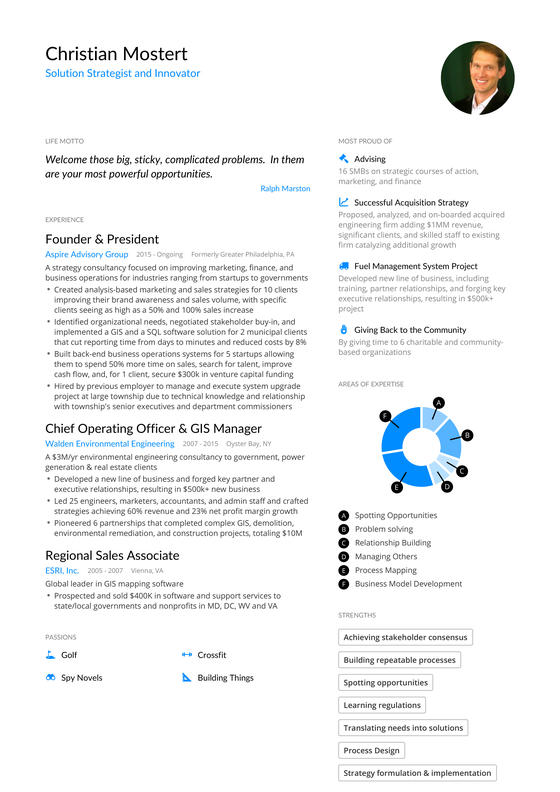 Christian Mostert
Solution Strategist and Innovator
LIFE MOTTO
Welcome those big, sticky, complicated problems. In them
are your most powerful opportunities.
Ralph Marston
EXPERIENCE
Founder & President
Aspire Advisory Group 2015 - Ongoing Formerly Greater Philadelphia, PA
A strategy consultancy focused on improving marketing, finance, and
business operations for industries ranging from startups to governments
• Created analysis-based marketing and sales strategies for 10 clients
improving their brand awareness and sales volume, with specific
clients seeing as high as a 50% and 100% sales increase
• Identified organizational needs, negotiated stakeholder buy-in, and
implemented a GIS and a SQL software solution for 2 municipal clients
that cut reporting time from days to minutes and reduced costs by 8%
• Built back-end business operations systems for 5 startups allowing
them to spend 50% more time on sales, search for talent, improve
cash flow, and, for 1 client, secure $300k in venture capital funding
• Hired by previous employer to manage and execute system upgrade
project at large township due to technical knowledge and relationship
with township's senior executives and department commissioners
Chief Operating Officer & GIS Manager
Walden Environmental Engineering 2007 - 2015 Oyster Bay, NY
A $3M/yr environmental engineering consultancy to government, power
generation & real estate clients
• Developed a new line of business and forged key partner and
executive relationships, resulting in $500k+ new business
• Led 25 engineers, marketers, accountants, and admin staff and crafted
strategies achieving 60% revenue and 23% net profit margin growth
• Pioneered 6 partnerships that completed complex GIS, demolition,
environmental remediation, and construction projects, totaling $10M
Regional Sales Associate
ESRI, Inc. 2005 - 2007 Vienna, VA
Global leader in GIS mapping software
• Prospected and sold $400K in software and support services to
state/local governments and nonprofits in MD, DC, WV and VA
PASSIONS
Golf
Crossfit
Spy Novels
Building Things
MOST PROUD OF
Advising
16 SMBs on strategic courses of action,
marketing, and finance
Successful Acquisition Strategy
Proposed, analyzed, and on-boarded acquired
engineering firm adding $1MM revenue,
significant clients, and skilled staff to existing
firm catalyzing additional growth
Fuel Management System Project
Developed new line of business, including
training, partner relationships, and forging key
executive relationships, resulting in $500k+
project
Giving Back to the Community
By giving time to 6 charitable and community-
based organizations
AREAS OF EXPERTISE
A
B
C
D
E
F
A Spotting Opportunities
B Problem solving
C Relationship Building
D Managing Others
E Process Mapping
F Business Model Development
STRENGTHS
Achieving stakeholder consensus
Building repeatable processes
Spotting opportunities
Learning regulations
Translating needs into solutions
Process Design
Strategy formulation & implementation